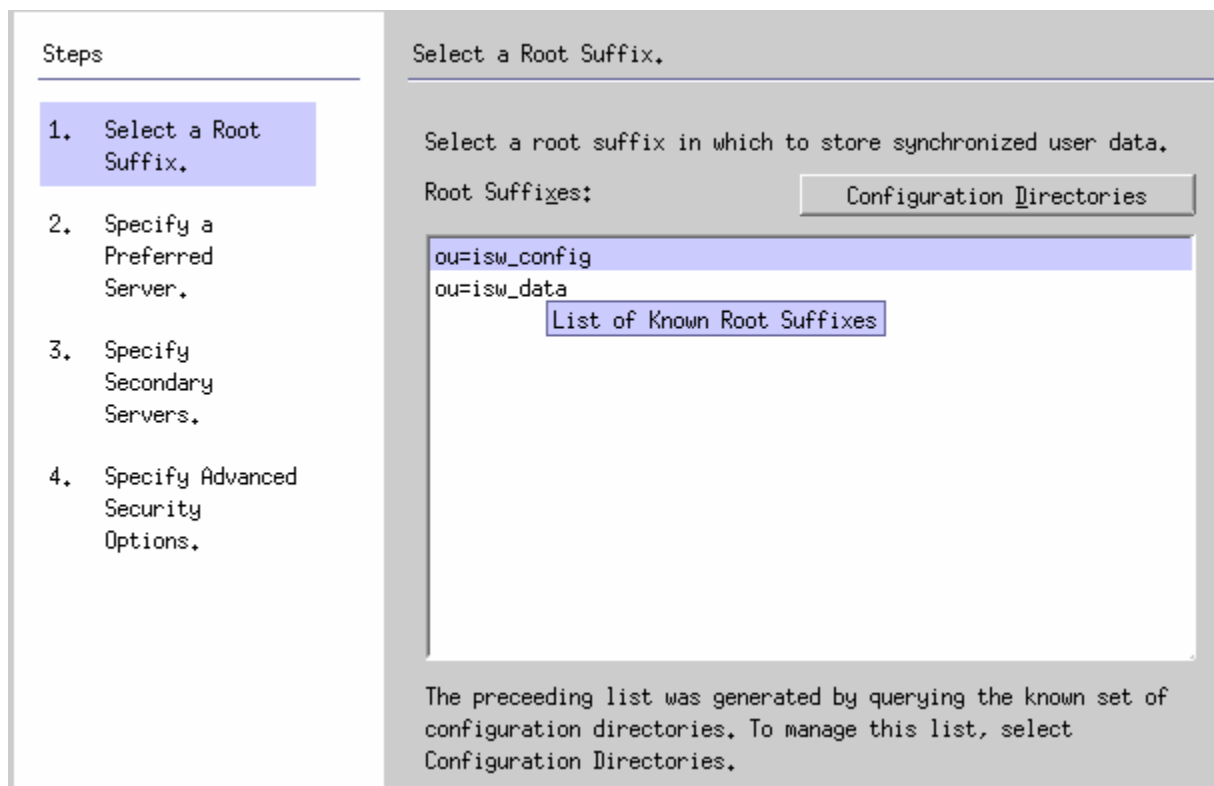 Steps
1. Select a Root
Suffix.
2. Specify a
Preferred
Server.
3. Specify
Secondary
Servers.
4. Specify Advanced
Security
Options.
Select a Root Suffix.
Select a root suffix in which to store synchronized user data.
Root Suffixes:
Configuration Directories
ou=isw_config
ou=isw_data
List of Known Root Suffixes
The preceeding list was generated by querying the known set of
configuration directories. To manage this list, select
Configuration Directories.